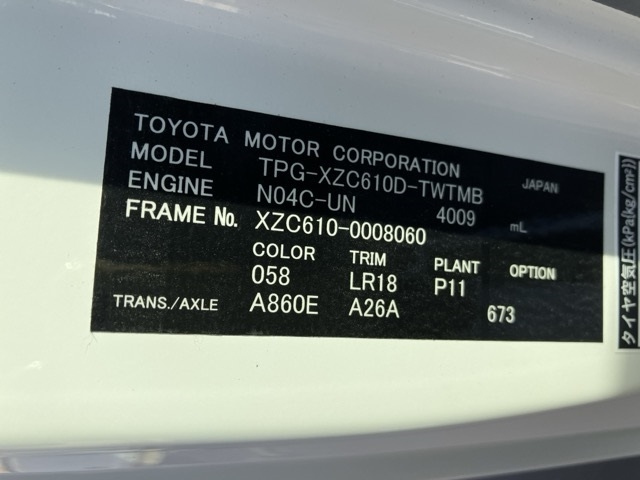 TOYOTA MOTOR CORPORATION JAPAN
MODEL TPG-XZC610D-TWTMB
ENGINE N04C-UN 4009 mL
FRAME No. XZC610-0008060
COLOR TRIM PLANT OPTION
058 LR18 P11
TRANS./AXLE A860E A26A 673
タイヤ空気圧(kPa(kg/cm²))